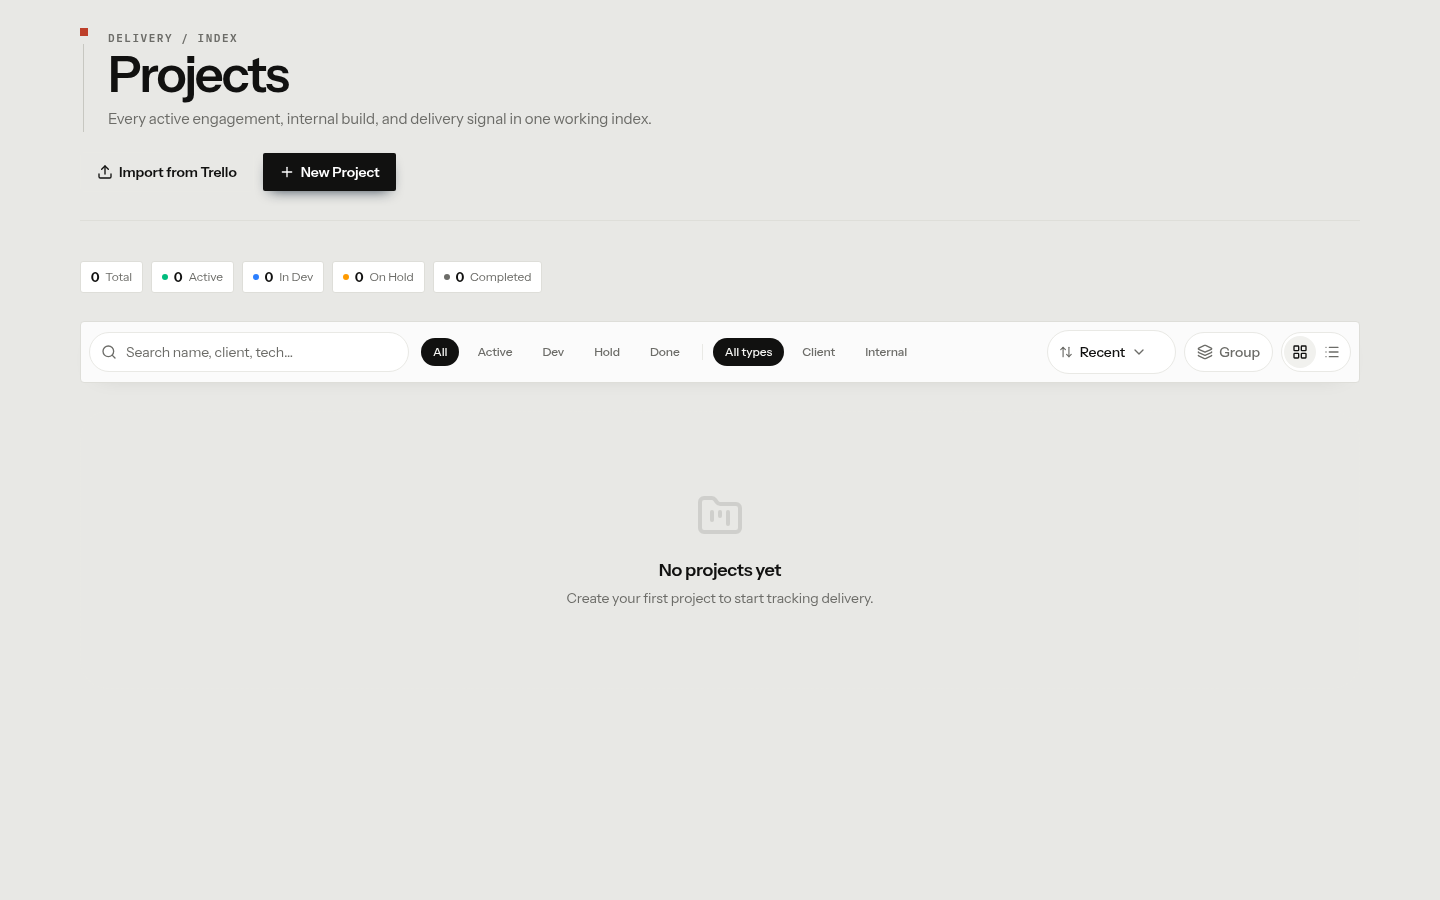 DELIVERY / INDEX
Projects
Every active engagement, internal build, and delivery signal in one working index.
Import from Trello
New Project
0 Total
0 Active
0 In Dev
0 On Hold
0 Completed
Search name, client, tech...
All
Active
Dev
Hold
Done
All types
Client
Internal
Recent
Group
No projects yet
Create your first project to start tracking delivery.